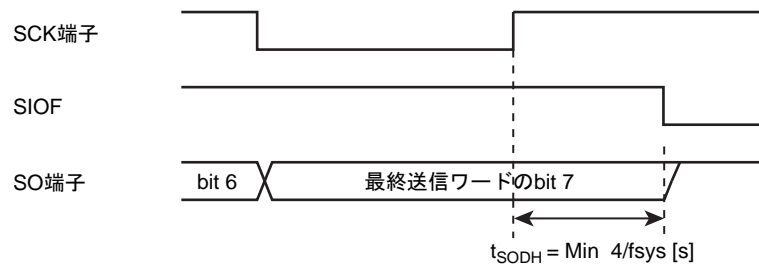 SCK端子
SIOF
SO端子 bit 6 最終送信ワードのbit 7
tSODH = Min 4/fsys [s]